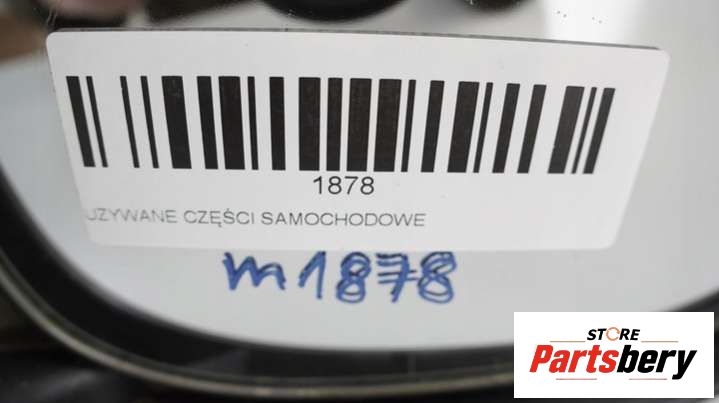 1878
UZYWANE CZĘŚCI SAMOCHODOWE
m1878
STORE
Partsbery